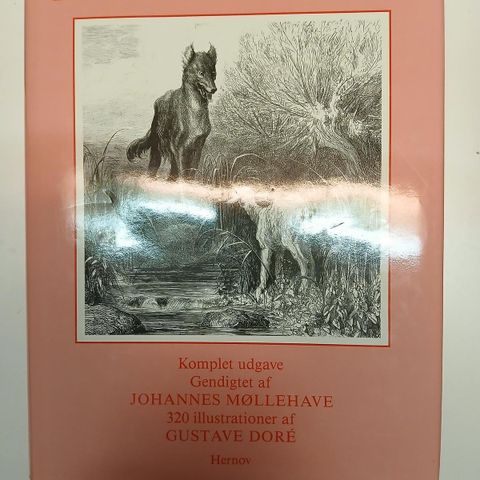 Komplet udgave
Gendigtet af
JOHANNES MØLLEHAVE
320 illustrationer af
GUSTAVE DORÉ
Hernov